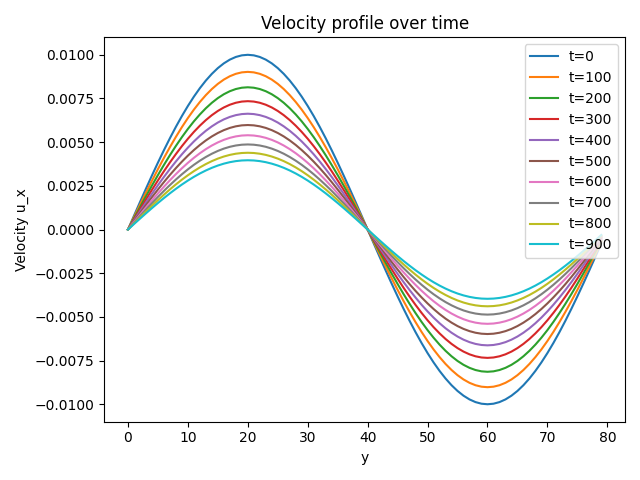 Velocity profile over time
Velocity u_x
0.0100
0.0075
0.0050
0.0025
0.0000
−0.0025
−0.0050
−0.0075
−0.0100
t=0
t=100
t=200
t=300
t=400
t=500
t=600
t=700
t=800
t=900
0 10 20 30 40 50 60 70 80
y